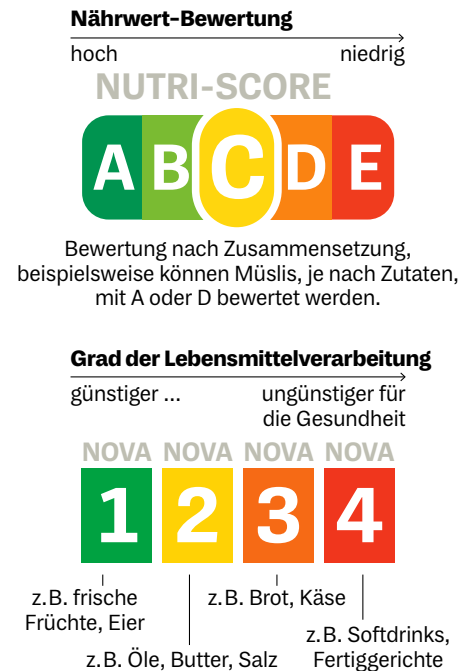 Nährwert-Bewertung
hoch niedrig
NUTRI-SCORE
A B C D E
Bewertung nach Zusammensetzung,
beispielsweise können Müslis, je nach Zutaten,
mit A oder D bewertet werden.
Grad der Lebensmittelverarbeitung
günstiger ... ungünstiger für
die Gesundheit
NOVA NOVA NOVA NOVA
1 2 3 4
z.B. frische
Früchte, Eier
z.B. Öle, Butter, Salz
z.B. Brot, Käse
z.B. Softdrinks,
Fertiggerichte